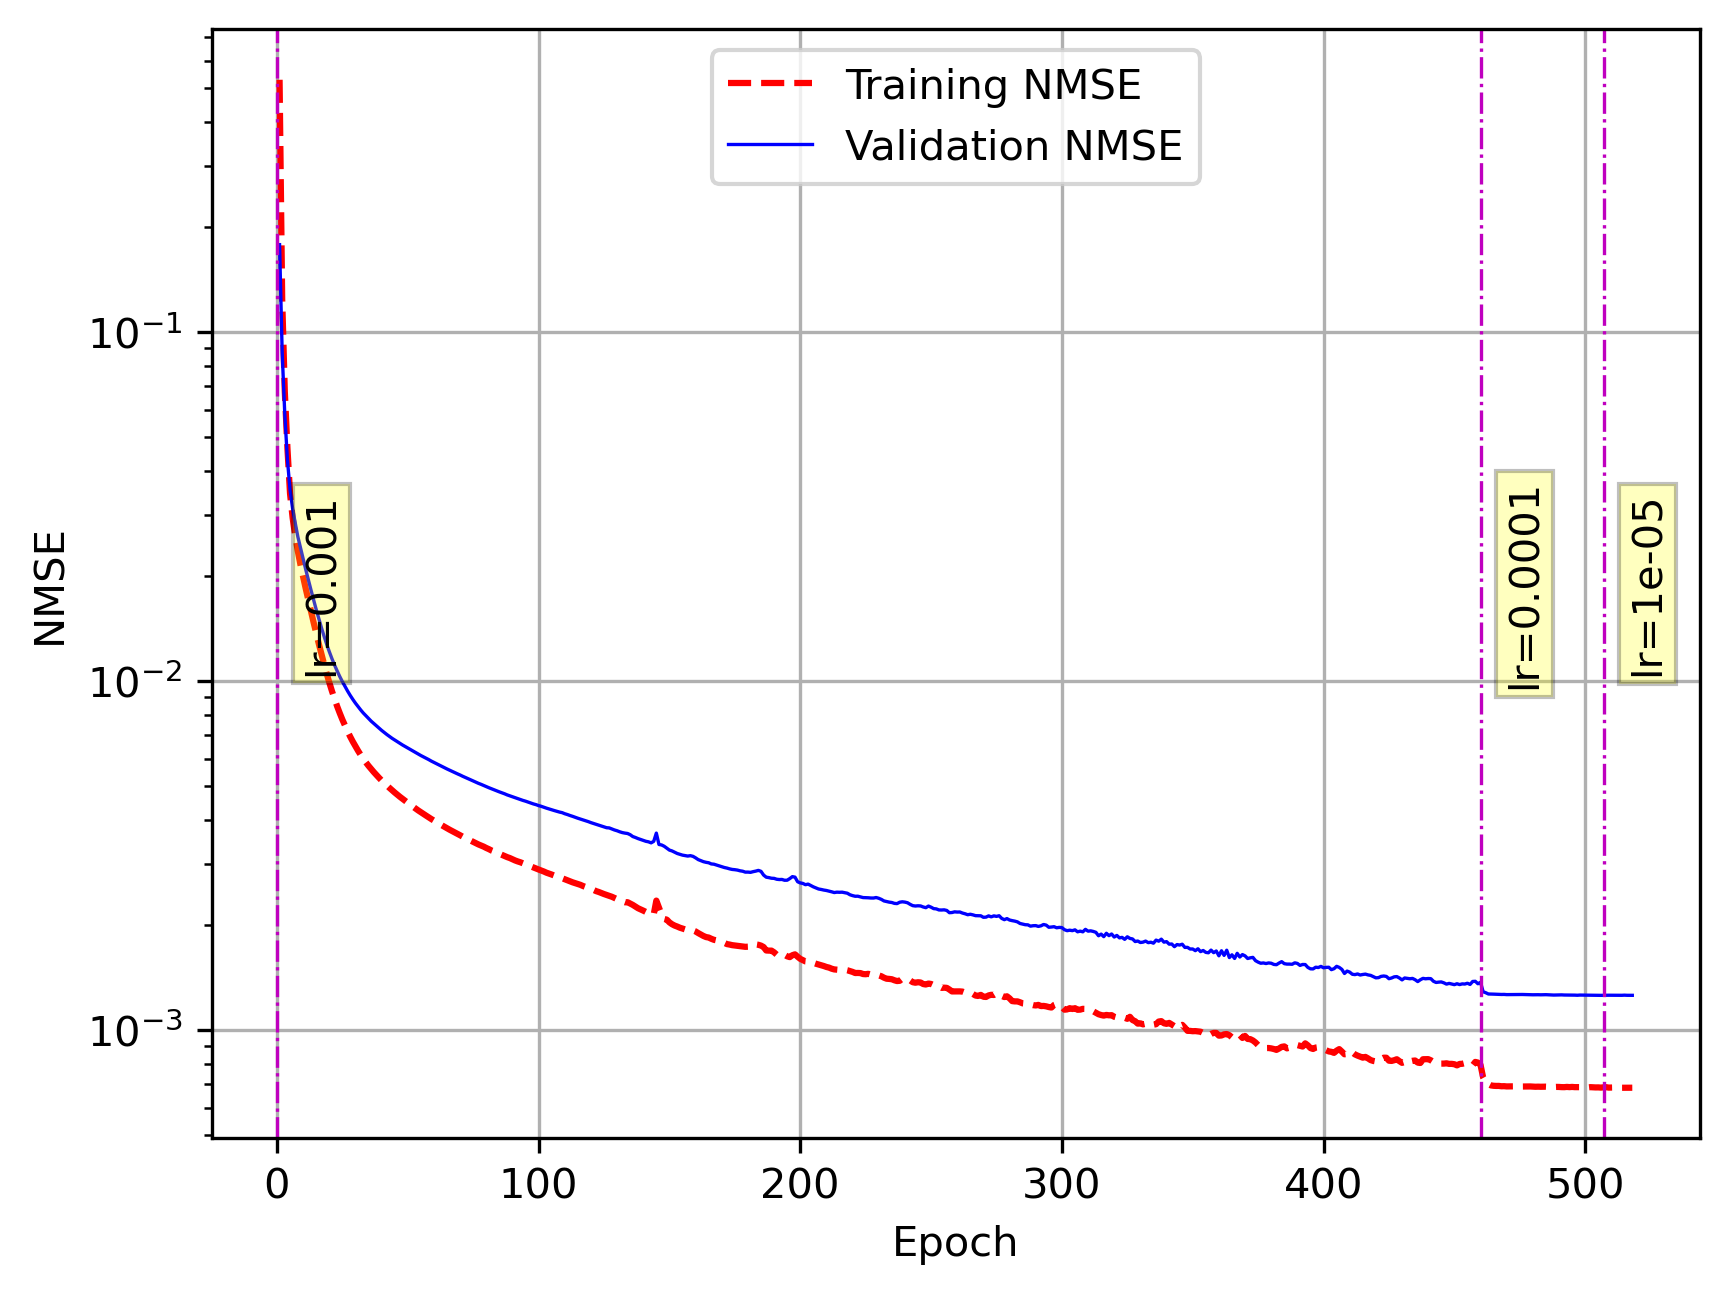 Training NMSE
Validation NMSE
10⁻¹
10⁻²
10⁻³
NMSE
lr=0.001
lr=0.0001
lr=1e-05
0 100 200 300 400 500
Epoch